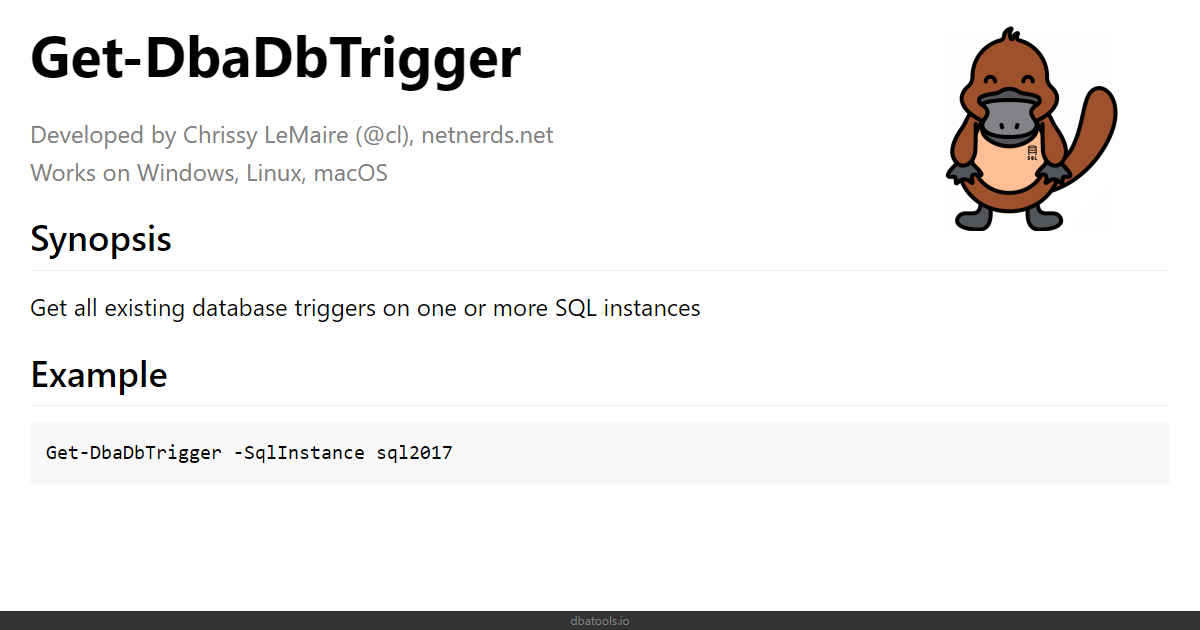 Get-DbaDbTrigger
Developed by Chrissy LeMaire (@cl), netnerds.net
Works on Windows, Linux, macOS
SQL
Synopsis
Get all existing database triggers on one or more SQL instances
Example
Get-DbaDbTrigger -SqlInstance sql2017
dbatools.io